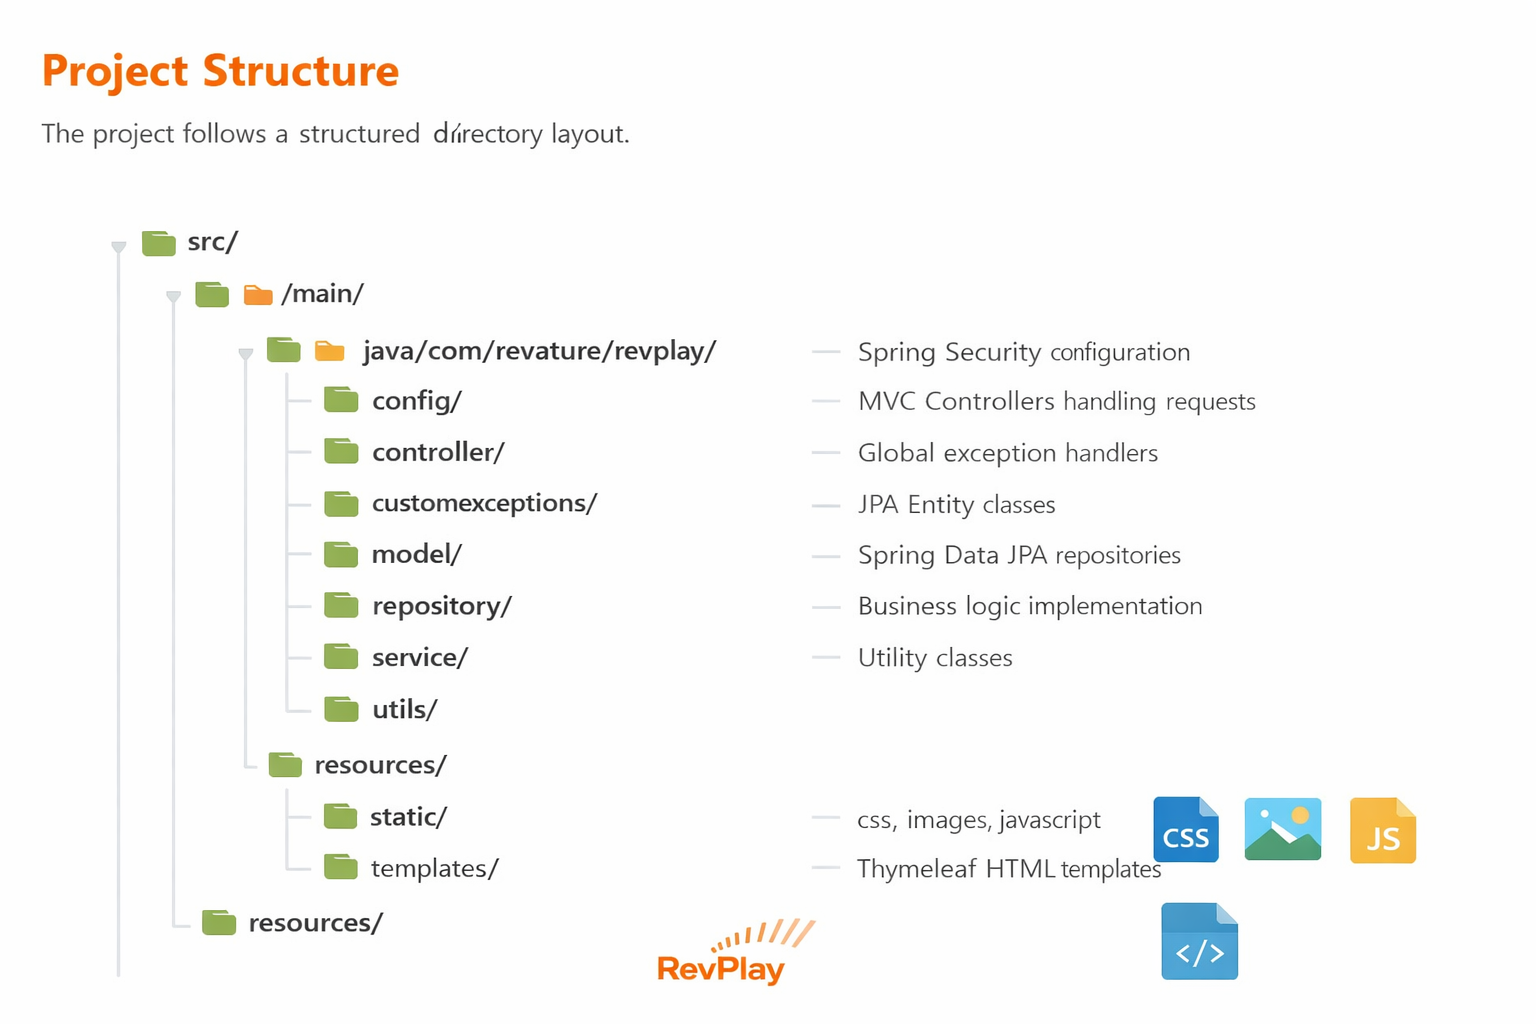 Project Structure
The project follows a structured directory layout.
src/
/main/
java/com/revature/revplay/ — Spring Security configuration
config/ — MVC Controllers handling requests
controller/ — Global exception handlers
customexceptions/ — JPA Entity classes
model/ — Spring Data JPA repositories
repository/ — Business logic implementation
service/ — Utility classes
utils/
resources/
static/ — css, images, javascript CSS JS
templates/ — Thymeleaf HTML templates
resources/
</>
RevPlay